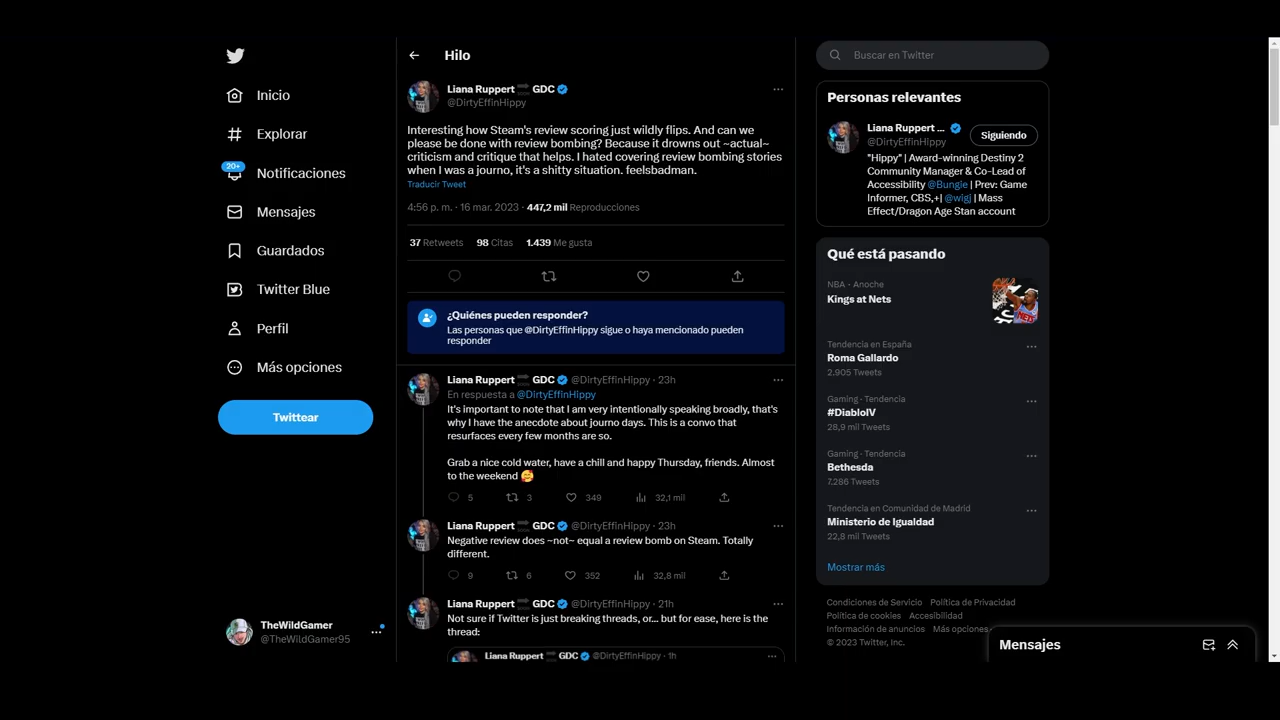 Hilo
Buscar en Twitter
Inicio
Explorar
20+
Notificaciones
Mensajes
Guardados
Twitter Blue
Perfil
Más opciones
Twittear
TheWildGamer
@TheWildGamer95
Liana Ruppert GDC
@DirtyEffinHippy
Interesting how Steam's review scoring just wildly flips. And can we
please be done with review bombing? Because it drowns out ~actual~
criticism and critique that helps. I hated covering review bombing stories
when I was a journo, it's a shitty situation. feelsbadman.
Traducir Tweet
4:56 p. m. · 16 mar. 2023 · 447,2 mil Reproducciones
37 Retweets 98 Citas 1.439 Me gusta
¿Quiénes pueden responder?
Las personas que @DirtyEffinHippy sigue o haya mencionado pueden
responder
Liana Ruppert GDC @DirtyEffinHippy · 23h
En respuesta a @DirtyEffinHippy
It's important to note that I am very intentionally speaking broadly, that's
why I have the anecdote about journo days. This is a convo that
resurfaces every few months are so.
Grab a nice cold water, have a chill and happy Thursday, friends. Almost
to the weekend 🥰
5 3 349 32,1 mil
Liana Ruppert GDC @DirtyEffinHippy · 23h
Negative review does ~not~ equal a review bomb on Steam. Totally
different.
9 6 352 32,8 mil
Liana Ruppert GDC @DirtyEffinHippy · 21h
Not sure if Twitter is just breaking threads, or... but for ease, here is the
thread:
Liana Ruppert GDC @DirtyEffinHippy · 1h
Personas relevantes
Liana Ruppert ...
@DirtyEffinHippy
Siguiendo
"Hippy" | Award-winning Destiny 2
Community Manager & Co-Lead of
Accessibility @Bungie | Prev: Game
Informer, CBS,+| @wigj | Mass
Effect/Dragon Age Stan account
Qué está pasando
NBA · Anoche
Kings at Nets
Tendencia en España
Roma Gallardo
2.905 Tweets
Gaming · Tendencia
#DiabloIV
28,9 mil Tweets
Gaming · Tendencia
Bethesda
7.286 Tweets
Tendencia en Comunidad de Madrid
Ministerio de Igualdad
22,8 mil Tweets
Mostrar más
Condiciones de Servicio Política de Privacidad
Política de cookies Accesibilidad
Información de anuncios Más opciones
© 2023 Twitter, Inc.
Mensajes